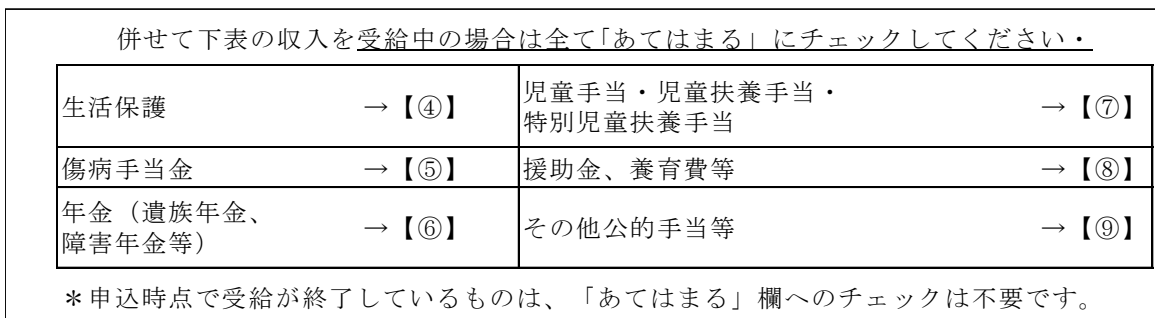 併せて下表の収入を受給中の場合は全て「あてはまる」にチェックしてください・
生活保護 →【④】
児童手当・児童扶養手当・
特別児童扶養手当 →【⑦】
傷病手当金 →【⑤】
援助金、養育費等 →【⑧】
年金（遺族年金、
障害年金等） →【⑥】
その他公的手当等 →【⑨】
＊申込時点で受給が終了しているものは、「あてはまる」欄へのチェックは不要です。